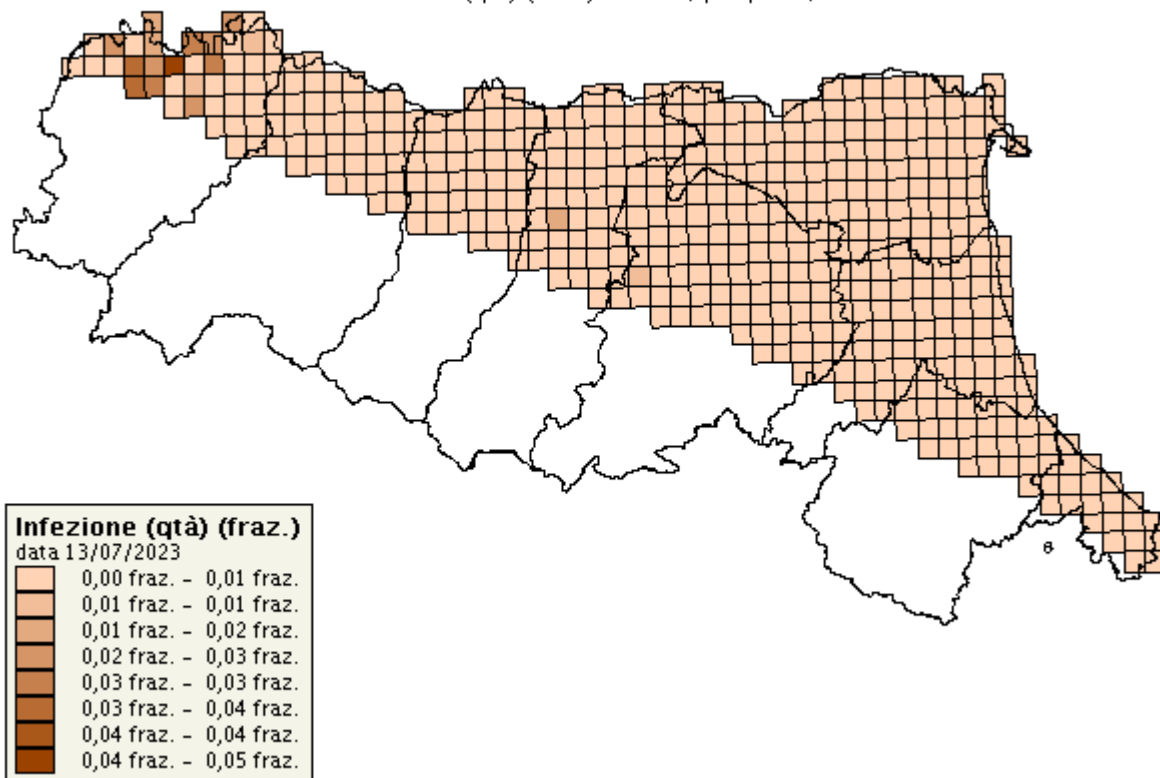 Infezione (qtà) (fraz.)
data 13/07/2023
0,00 fraz. - 0,01 fraz.
0,01 fraz. - 0,01 fraz.
0,01 fraz. - 0,02 fraz.
0,02 fraz. - 0,03 fraz.
0,03 fraz. - 0,03 fraz.
0,03 fraz. - 0,04 fraz.
0,04 fraz. - 0,04 fraz.
0,04 fraz. - 0,05 fraz.